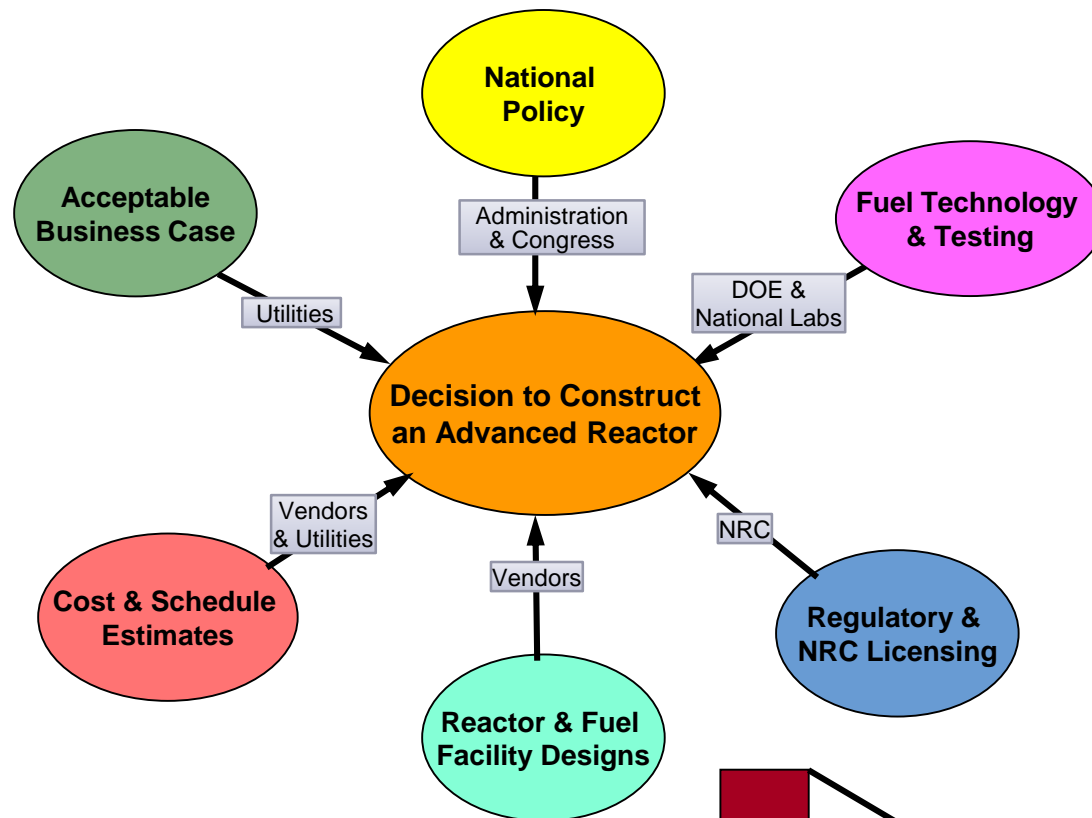 National
Policy
Acceptable
Business Case
Fuel Technology
& Testing
Administration
& Congress
Utilities
DOE &
National Labs
Decision to Construct
an Advanced Reactor
Vendors
& Utilities
NRC
Vendors
Cost & Schedule
Estimates
Regulatory &
NRC Licensing
Reactor & Fuel
Facility Designs